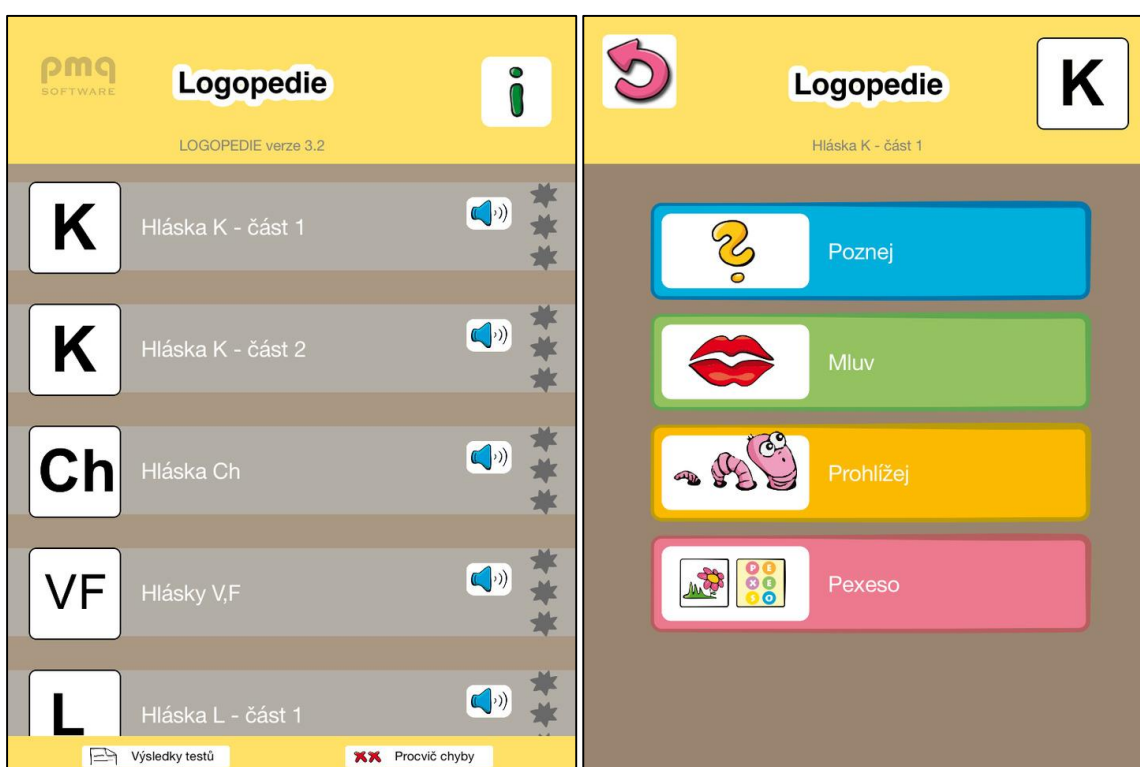 pmq
SOFTWARE
Logopedie
i
LOGOPEDIE verze 3.2
K
Hláska K - část 1
K
Hláska K - část 2
Ch
Hláska Ch
VF
Hlásky V,F
L
Hláska L - část 1
Výsledky testů
Procvič chyby
Logopedie
K
Hláska K - část 1
?
Poznej
Mluv
Prohlížej
P E
X E
S O
Pexeso